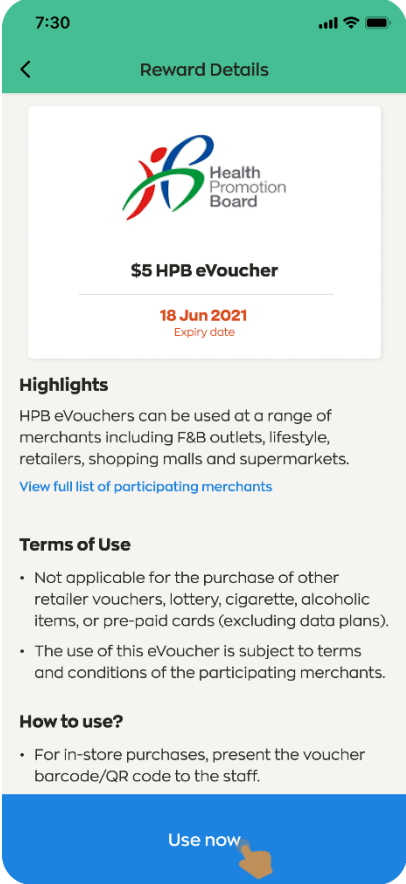 7:30
Reward Details
Health
Promotion
Board
$5 HPB eVoucher
18 Jun 2021
Expiry date
Highlights
HPB eVouchers can be used at a range of
merchants including F&B outlets, lifestyle,
retailers, shopping malls and supermarkets.
View full list of participating merchants
Terms of Use
• Not applicable for the purchase of other
retailer vouchers, lottery, cigarette, alcoholic
items, or pre-paid cards (excluding data plans).
• The use of this eVoucher is subject to terms
and conditions of the participating merchants.
How to use?
• For in-store purchases, present the voucher
barcode/QR code to the staff.
Use now